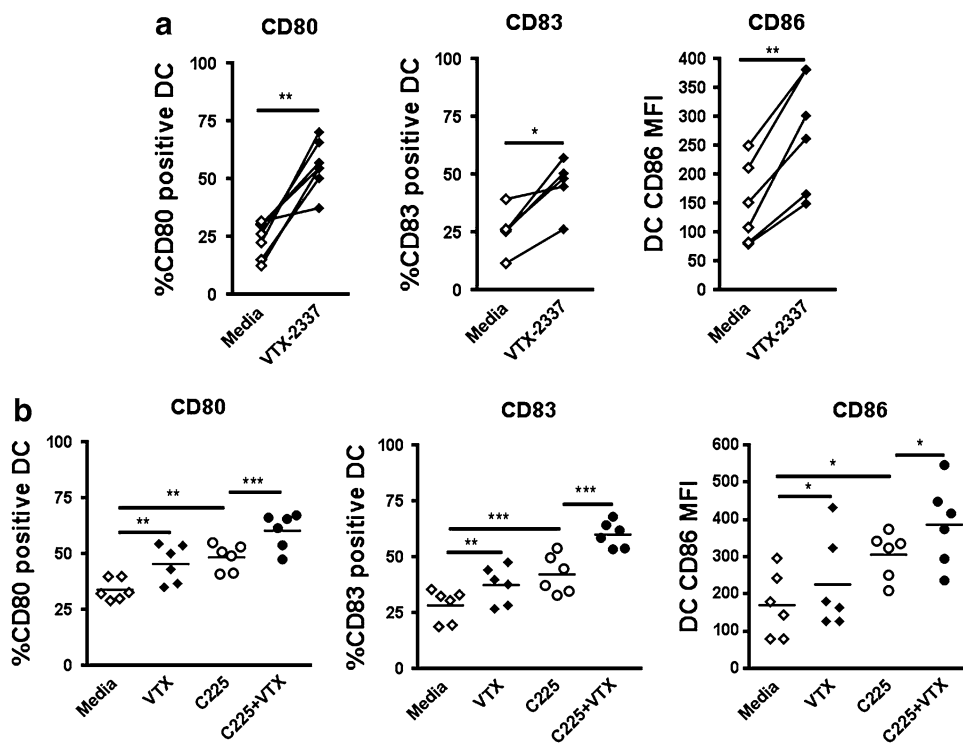 a
CD80
%CD80 positive DC
100
75
50
25
0
**
Media
VTX-2337
CD83
%CD83 positive DC
100
75
50
25
0
*
Media
VTX-2337
CD86
DC CD86 MFI
400
350
300
250
200
150
100
50
0
**
Media
VTX-2337
b
CD80
%CD80 positive DC
100
75
50
25
0
**
**
***
Media
VTX
C225
C225+VTX
CD83
%CD83 positive DC
100
75
50
25
0
***
**
***
Media
VTX
C225
C225+VTX
CD86
DC CD86 MFI
600
500
400
300
200
100
0
*
*
*
Media
VTX
C225
C225+VTX